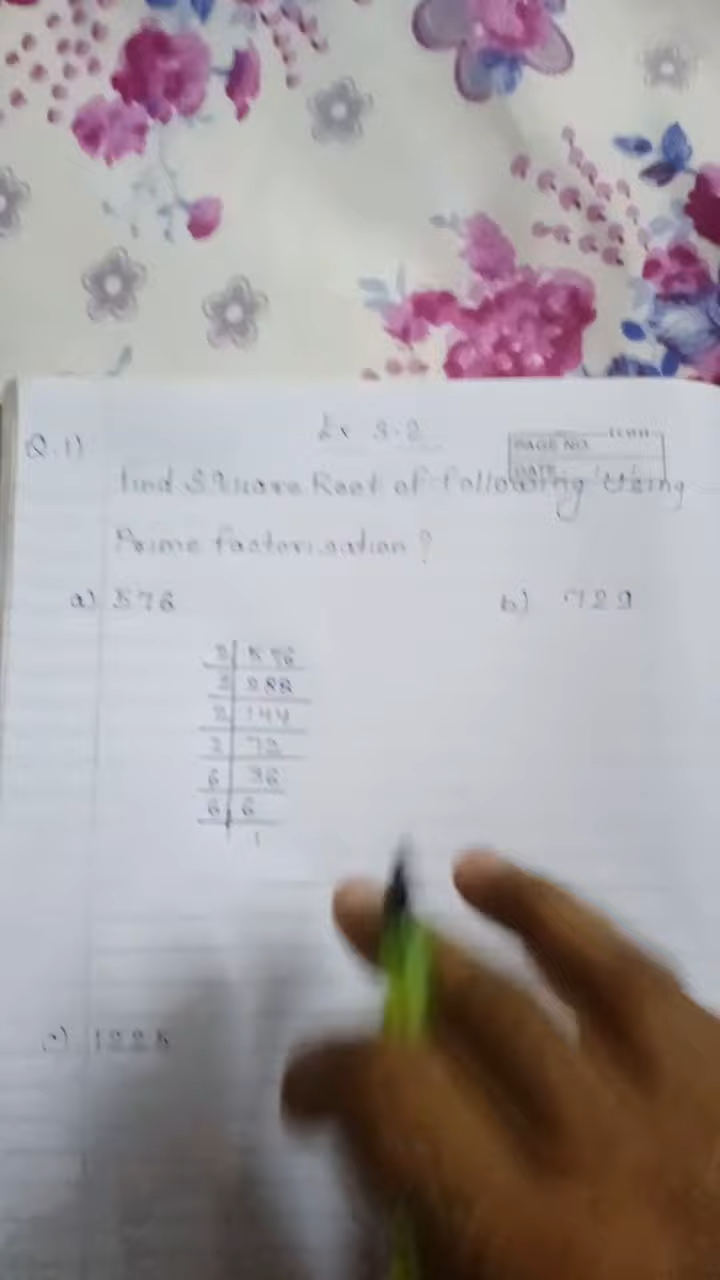 Ex 3.2
Q.1)
PAGE NO.
DATE: / /
find Square Root of following Using
Prime factorisation ?
a) 576
b) 729
2 | 576
2 | 288
2 | 144
2 | 72
6 | 36
6 | 6
1
c) 1225